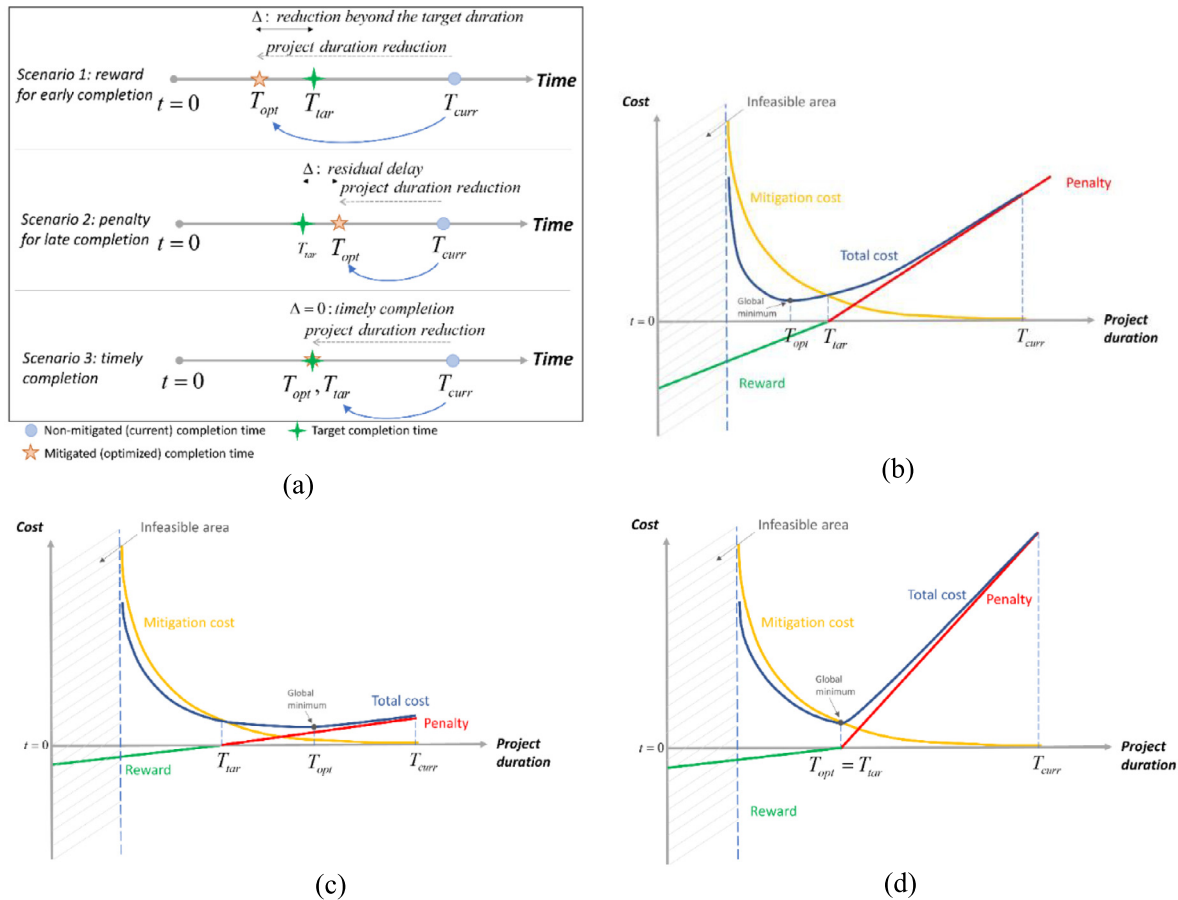 Δ: reduction beyond the target duration
project duration reduction
Scenario 1: reward
for early completion
Time
t = 0
T_opt
T_tar
T_curr
Δ: residual delay
project duration reduction
Scenario 2: penalty
for late completion
Time
t = 0
T_tar
T_opt
T_curr
Δ = 0 : timely completion
project duration reduction
Scenario 3: timely
completion
Time
t = 0
T_opt , T_tar
T_curr
Non-mitigated (current) completion time
Target completion time
Mitigated (optimized) completion time
(a)
Cost
Infeasible area
Mitigation cost
Penalty
Total cost
Global
minimum
t = 0
T_opt
T_tar
T_curr
Project
duration
Reward
(b)
Cost
Infeasible area
Mitigation cost
Global
minimum
Total cost
Penalty
t = 0
Reward
T_tar
T_opt
T_curr
Project
duration
(c)
Cost
Infeasible area
Mitigation cost
Total cost
Penalty
Global
minimum
t = 0
T_opt = T_tar
T_curr
Project
duration
Reward
(d)